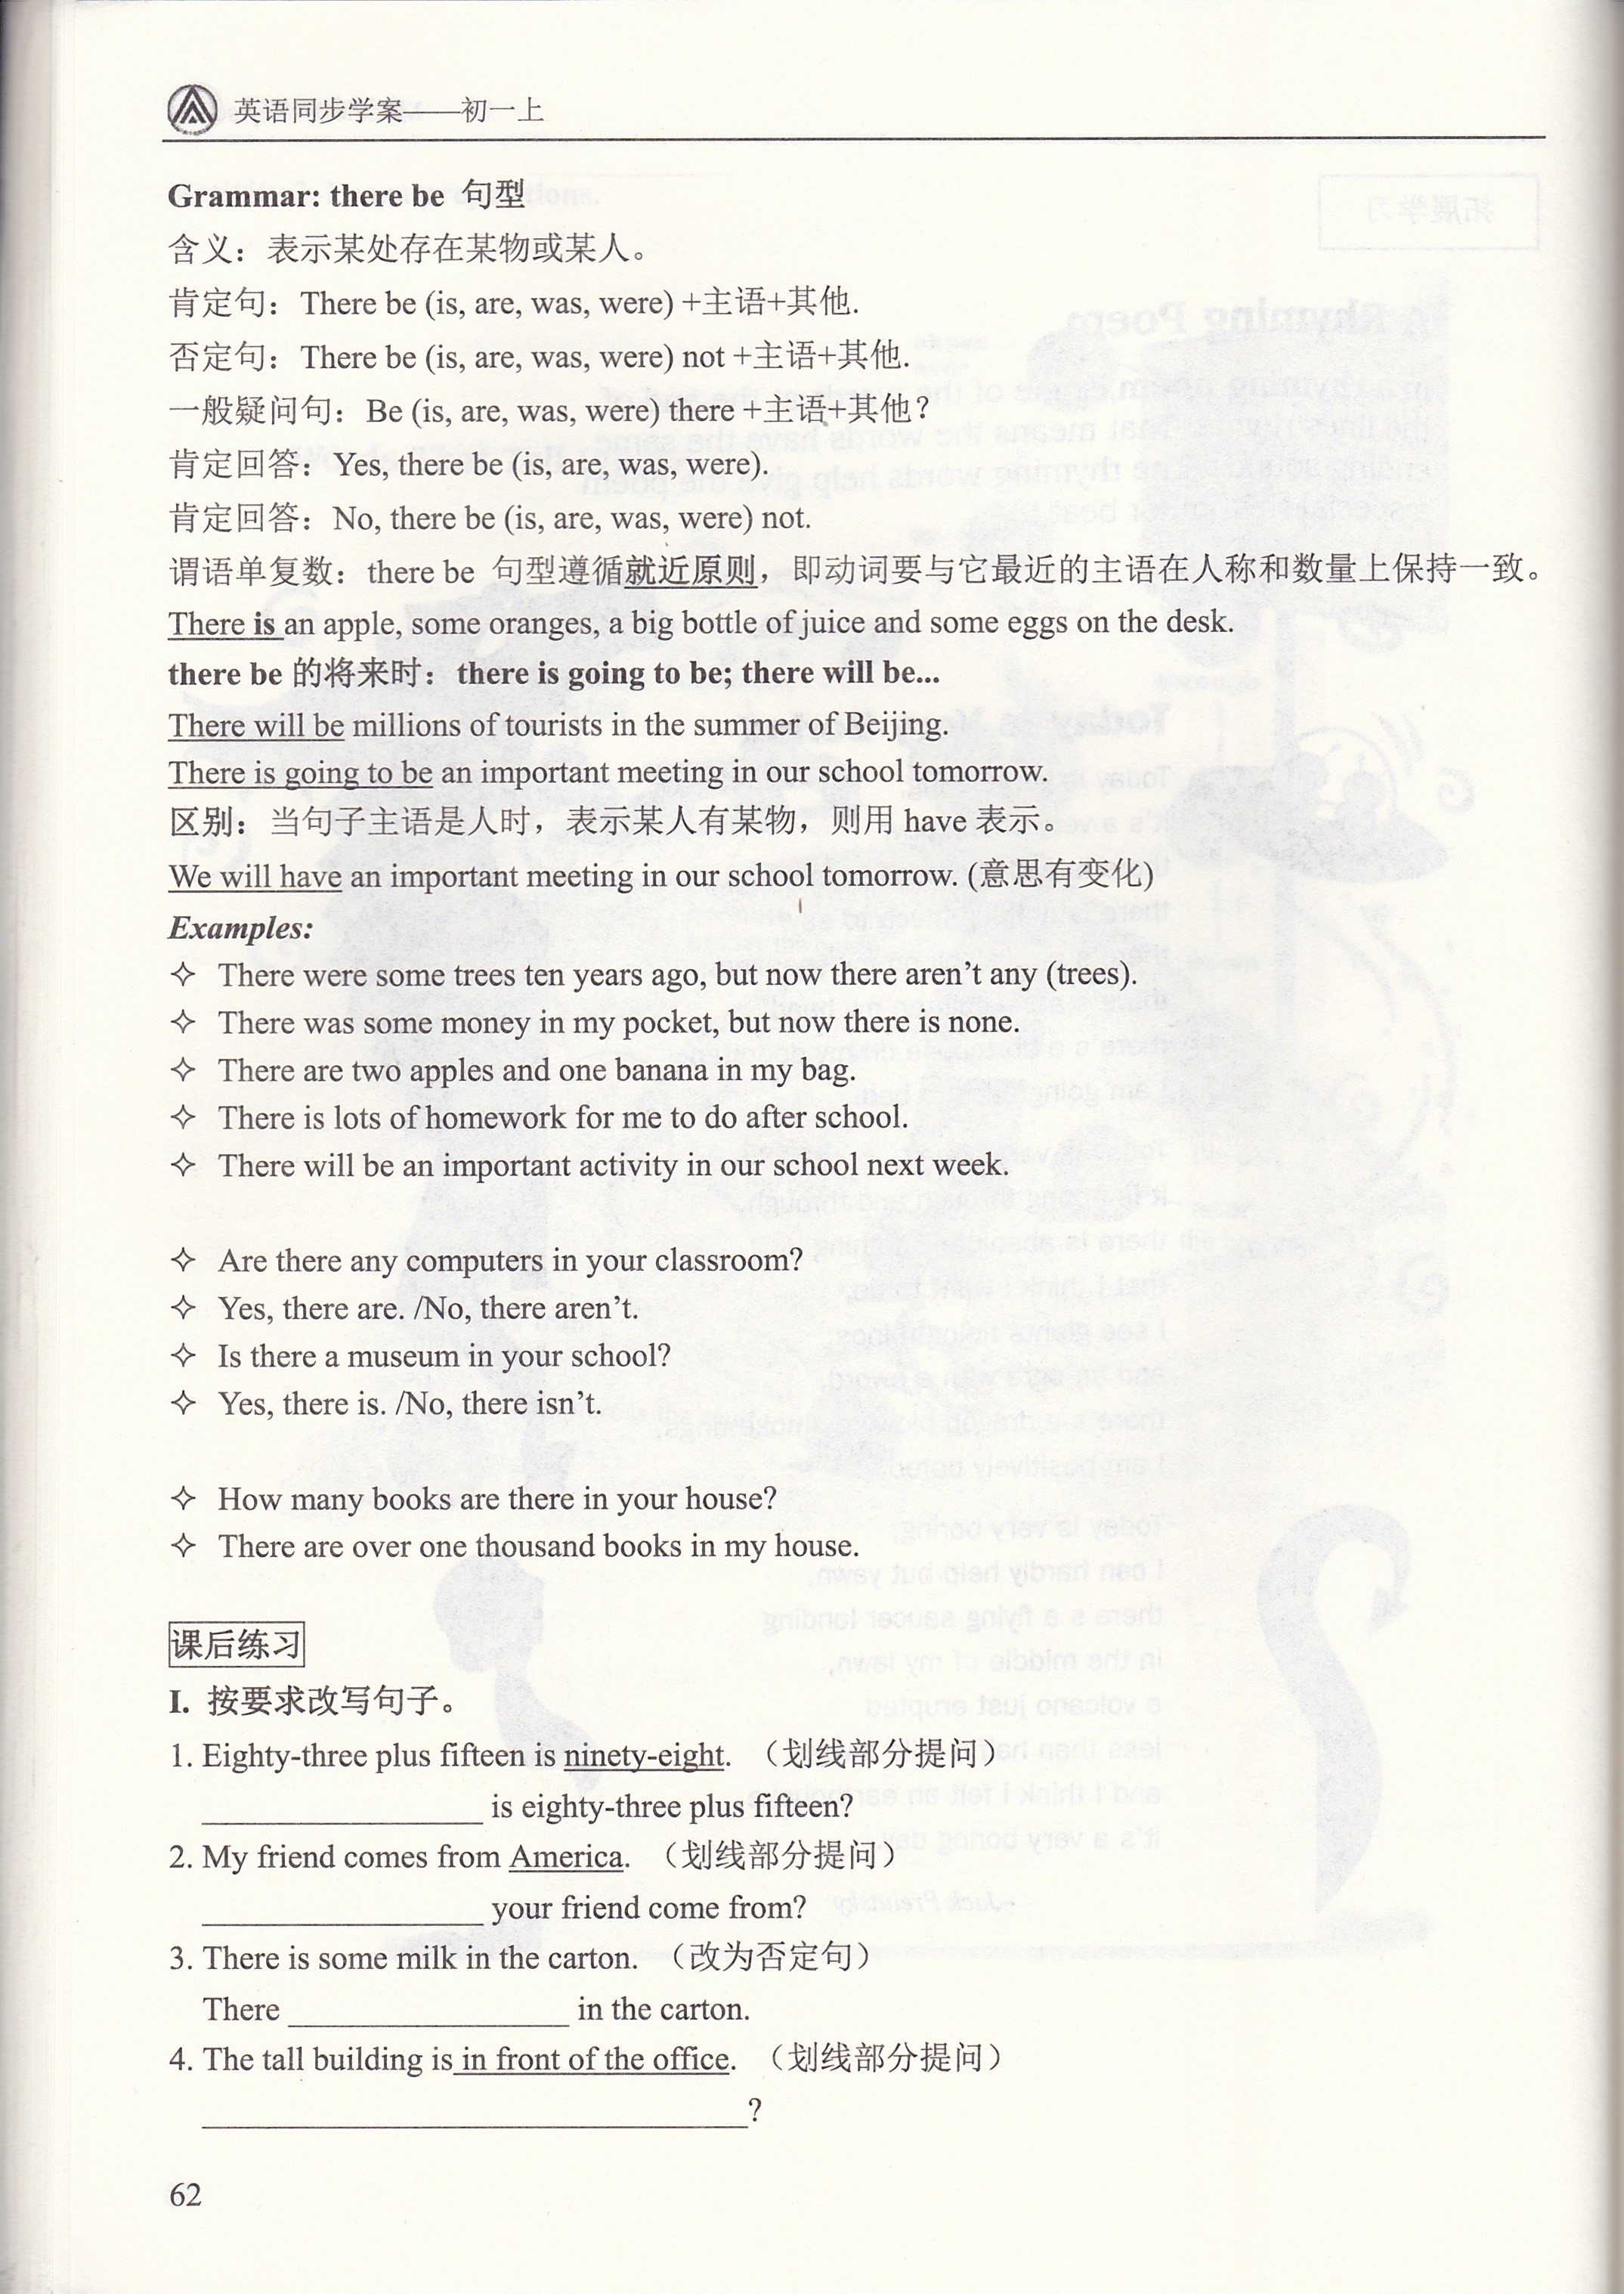 英语同步学案——初一上
Grammar: there be 句型
含义：表示某处存在某物或某人。
肯定句：There be (is, are, was, were) +主语+其他.
否定句：There be (is, are, was, were) not +主语+其他.
一般疑问句：Be (is, are, was, were) there +主语+其他？
肯定回答：Yes, there be (is, are, was, were).
肯定回答：No, there be (is, are, was, were) not.
谓语单复数：there be 句型遵循就近原则，即动词要与它最近的主语在人称和数量上保持一致。
There is an apple, some oranges, a big bottle of juice and some eggs on the desk.
there be 的将来时：there is going to be; there will be...
There will be millions of tourists in the summer of Beijing.
There is going to be an important meeting in our school tomorrow.
区别：当句子主语是人时，表示某人有某物，则用 have 表示。
We will have an important meeting in our school tomorrow. (意思有变化)
Examples:
✧ There were some trees ten years ago, but now there aren't any (trees).
✧ There was some money in my pocket, but now there is none.
✧ There are two apples and one banana in my bag.
✧ There is lots of homework for me to do after school.
✧ There will be an important activity in our school next week.
✧ Are there any computers in your classroom?
✧ Yes, there are. /No, there aren't.
✧ Is there a museum in your school?
✧ Yes, there is. /No, there isn't.
✧ How many books are there in your house?
✧ There are over one thousand books in my house.
课后练习
I. 按要求改写句子。
1. Eighty-three plus fifteen is ninety-eight. （划线部分提问）
_________________ is eighty-three plus fifteen?
2. My friend comes from America. （划线部分提问）
_________________ your friend come from?
3. There is some milk in the carton. （改为否定句）
There _________________ in the carton.
4. The tall building is in front of the office. （划线部分提问）
_________________________________?
62